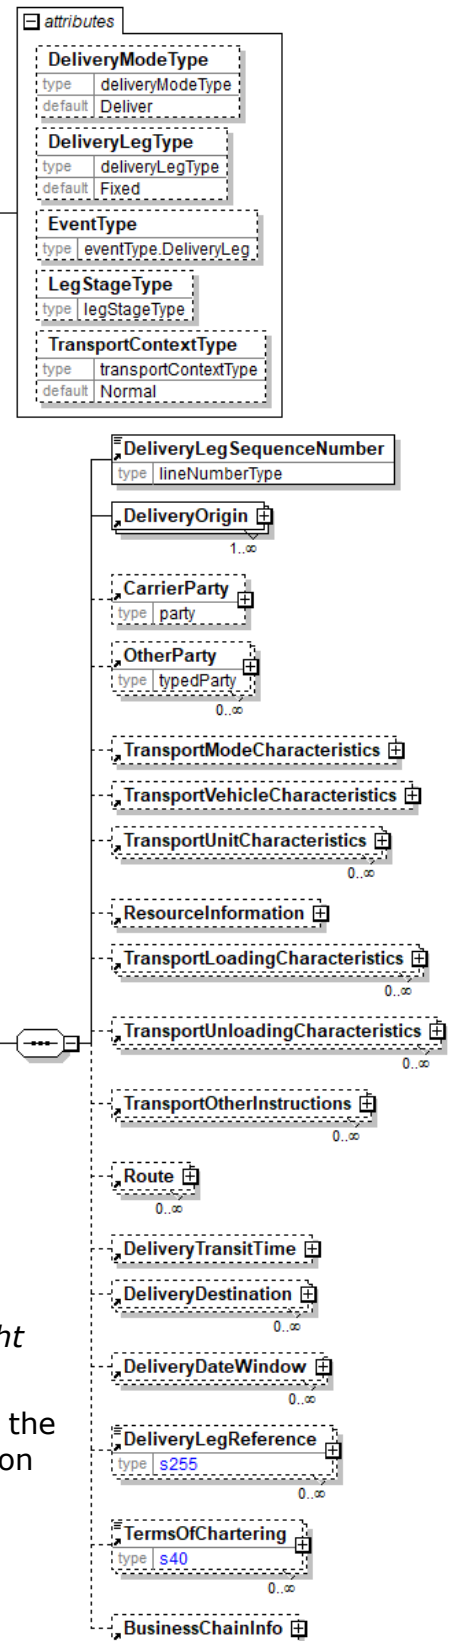 attributes
DeliveryModeType
type deliveryModeType
default Deliver
DeliveryLegType
type deliveryLegType
default Fixed
EventType
type eventType.DeliveryLeg
LegStageType
type legStageType
TransportContextType
type transportContextType
default Normal
DeliveryLegSequenceNumber
type lineNumberType
DeliveryOrigin
1..∞
CarrierParty
type party
OtherParty
type typedParty
0..∞
TransportModeCharacteristics
TransportVehicleCharacteristics
TransportUnitCharacteristics
0..∞
ResourceInformation
TransportLoadingCharacteristics
0..∞
TransportUnloadingCharacteristics
0..∞
TransportOtherInstructions
0..∞
Route
0..∞
DeliveryTransitTime
DeliveryDestination
0..∞
ht
DeliveryDateWindow
0..∞
the
on
DeliveryLegReference
type s255
0..∞
TermsOfChartering
type s40
0..∞
BusinessChainInfo